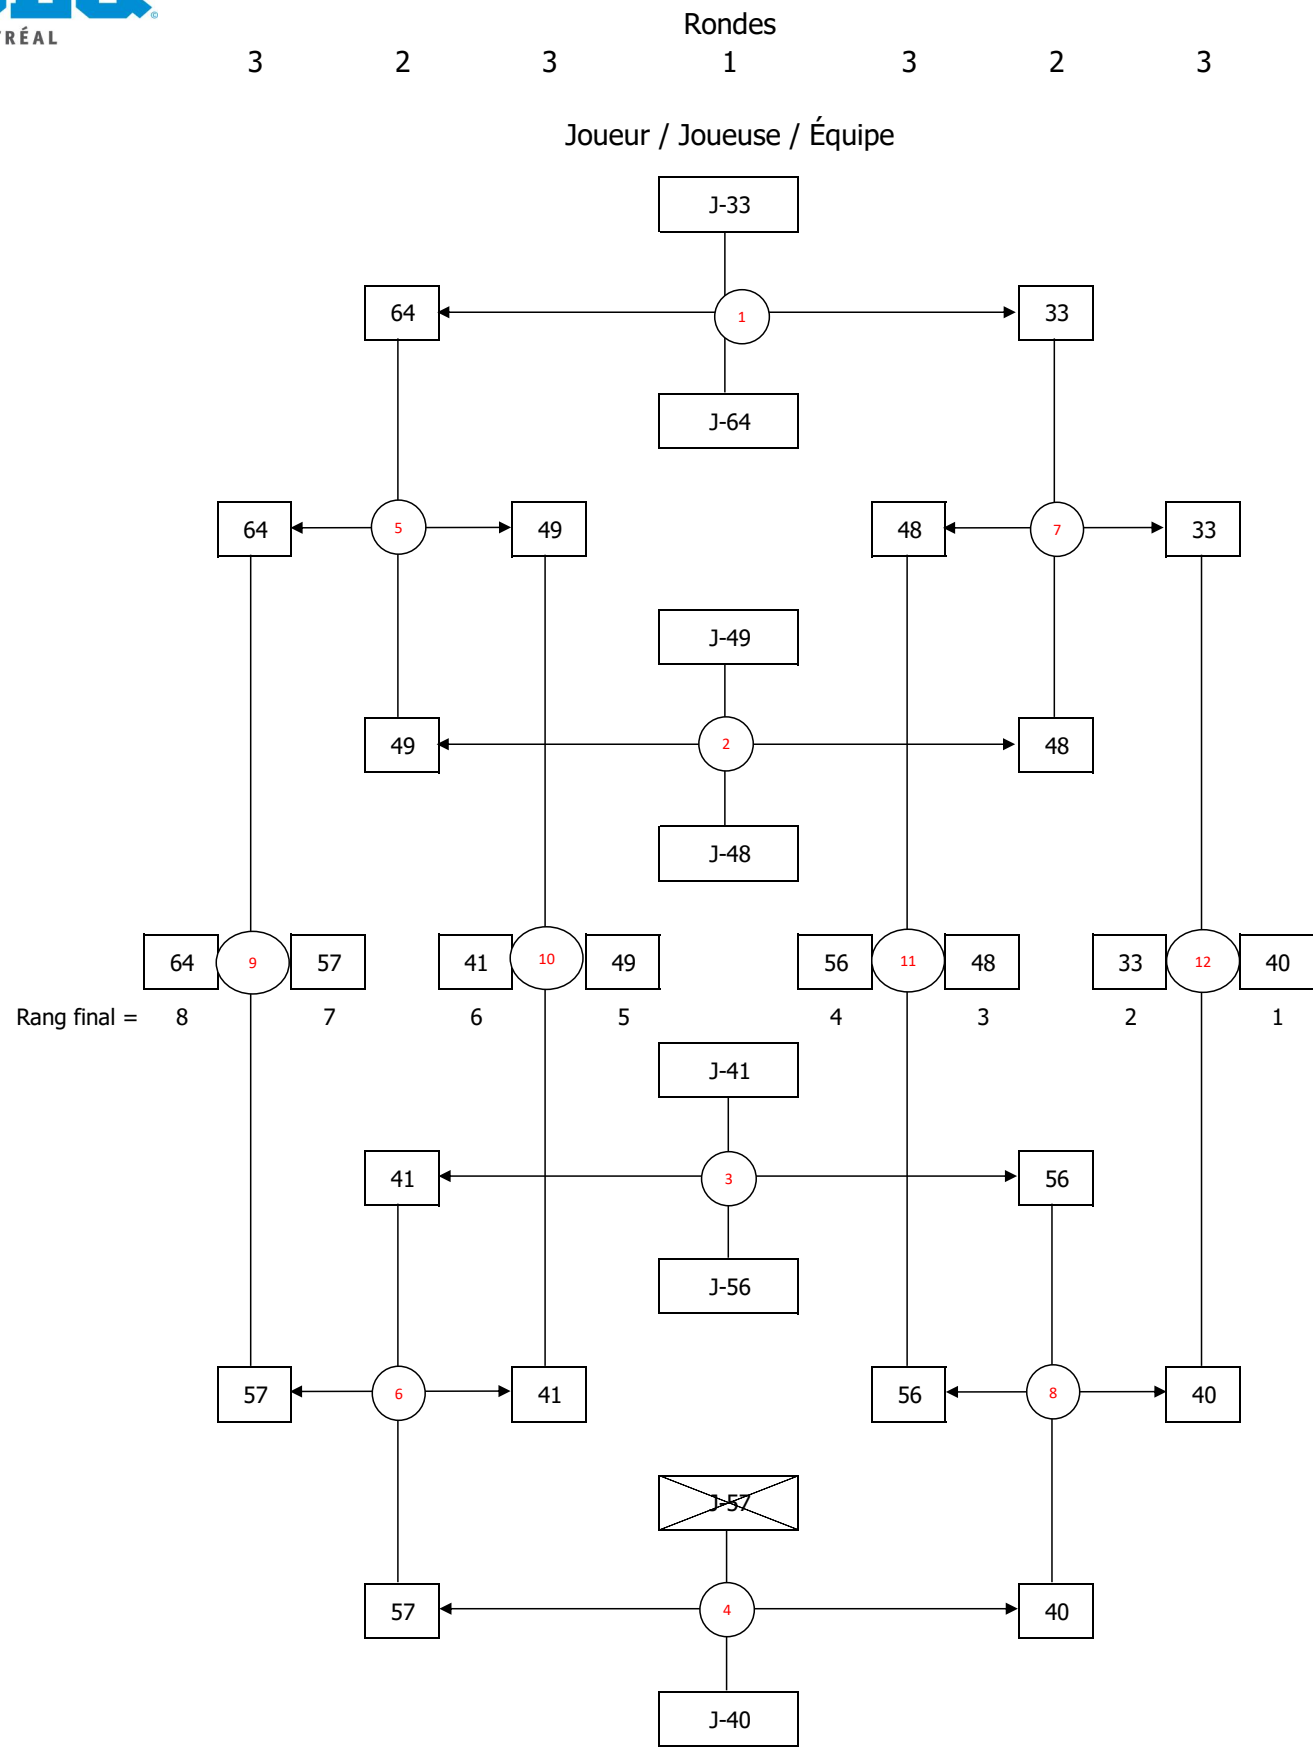 TRÉAL
Rondes
3 2 3 1 3 2 3
Joueur / Joueuse / Équipe
J-33
64 1 33
J-64
64 5 49 48 7 33
J-49
49 2 48
J-48
64 9 57 41 10 49 56 11 48 33 12 40
Rang final = 8 7 6 5 4 3 2 1
J-41
41 3 56
J-56
57 6 41 56 8 40
J-57
57 4 40
J-40